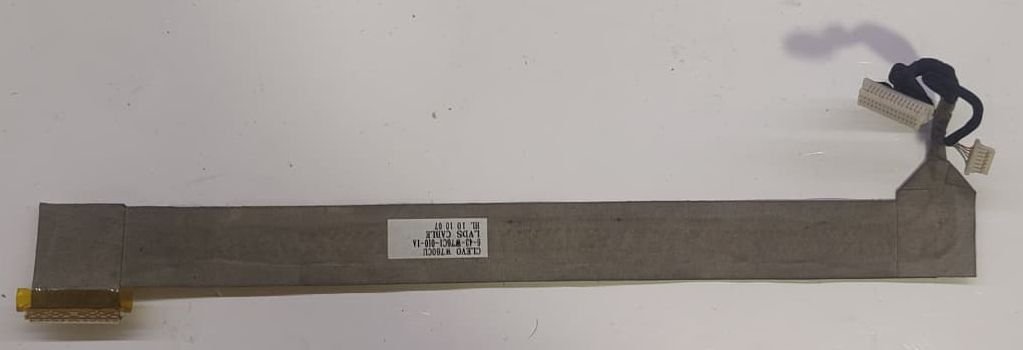 CLEVO W760CU
6-43-W76C1-010-1A
LVDS CABLE
HL 10 10 07